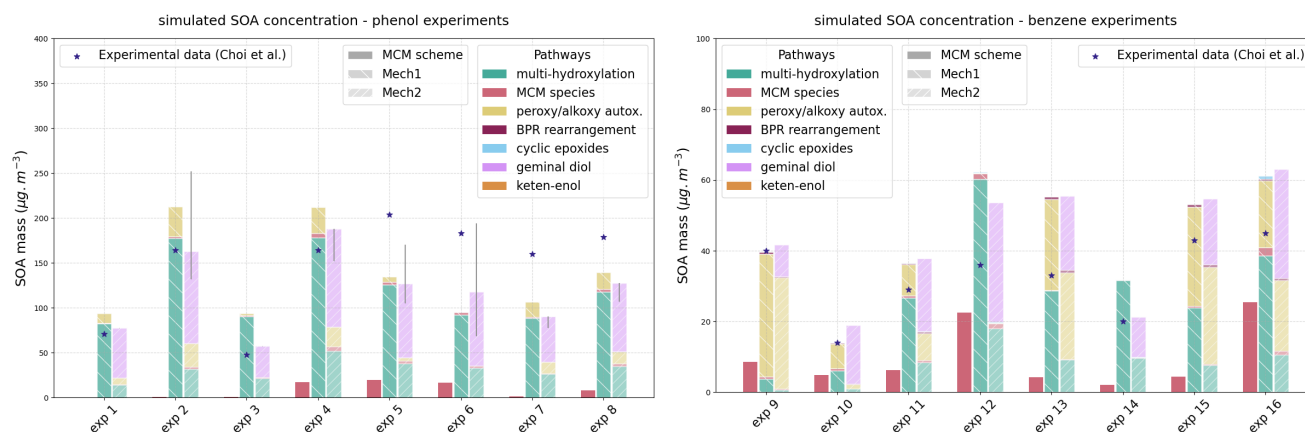 simulated SOA concentration - phenol experiments
SOA mass (μg.m⁻³)
400
350
300
250
200
150
100
50
0
Experimental data (Choi et al.)
MCM scheme
Mech1
Mech2
Pathways
multi-hydroxylation
MCM species
peroxy/alkoxy autox.
BPR rearrangement
cyclic epoxides
geminal diol
keten-enol
exp 1
exp 2
exp 3
exp 4
exp 5
exp 6
exp 7
exp 8
simulated SOA concentration - benzene experiments
SOA mass (μg.m⁻³)
100
80
60
40
20
0
Pathways
multi-hydroxylation
MCM species
peroxy/alkoxy autox.
BPR rearrangement
cyclic epoxides
geminal diol
keten-enol
MCM scheme
Mech1
Mech2
Experimental data (Choi et al.)
exp 9
exp 10
exp 11
exp 12
exp 13
exp 14
exp 15
exp 16